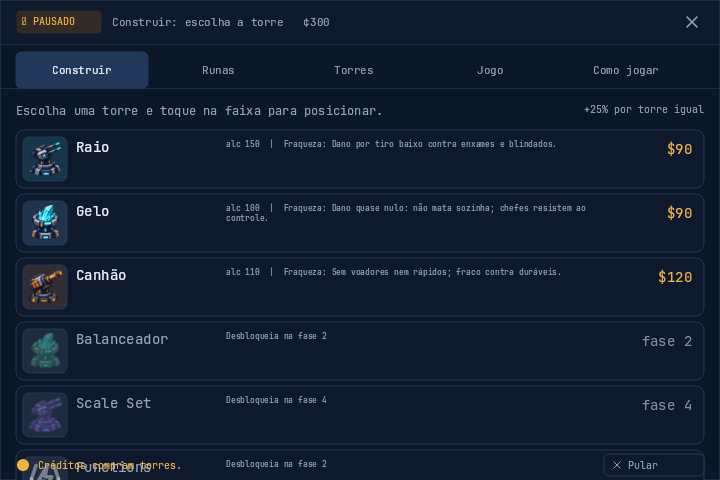 PAUSADO Construir: escolha a torre $300
Construir Runas Torres Jogo Como jogar
Escolha uma torre e toque na faixa para posicionar. +25% por torre igual
Raio alc 150 | Fraqueza: Dano por tiro baixo contra enxames e blindados. $90
Gelo alc 100 | Fraqueza: Dano quase nulo: não mata sozinha; chefes resistem ao
controle. $90
Canhão alc 110 | Fraqueza: Sem voadores nem rápidos; fraco contra duráveis. $120
Balanceador Desbloqueia na fase 2 fase 2
Scale Set Desbloqueia na fase 4 fase 4
Functions Desbloqueia na fase 2
Créditos compram torres. Pular